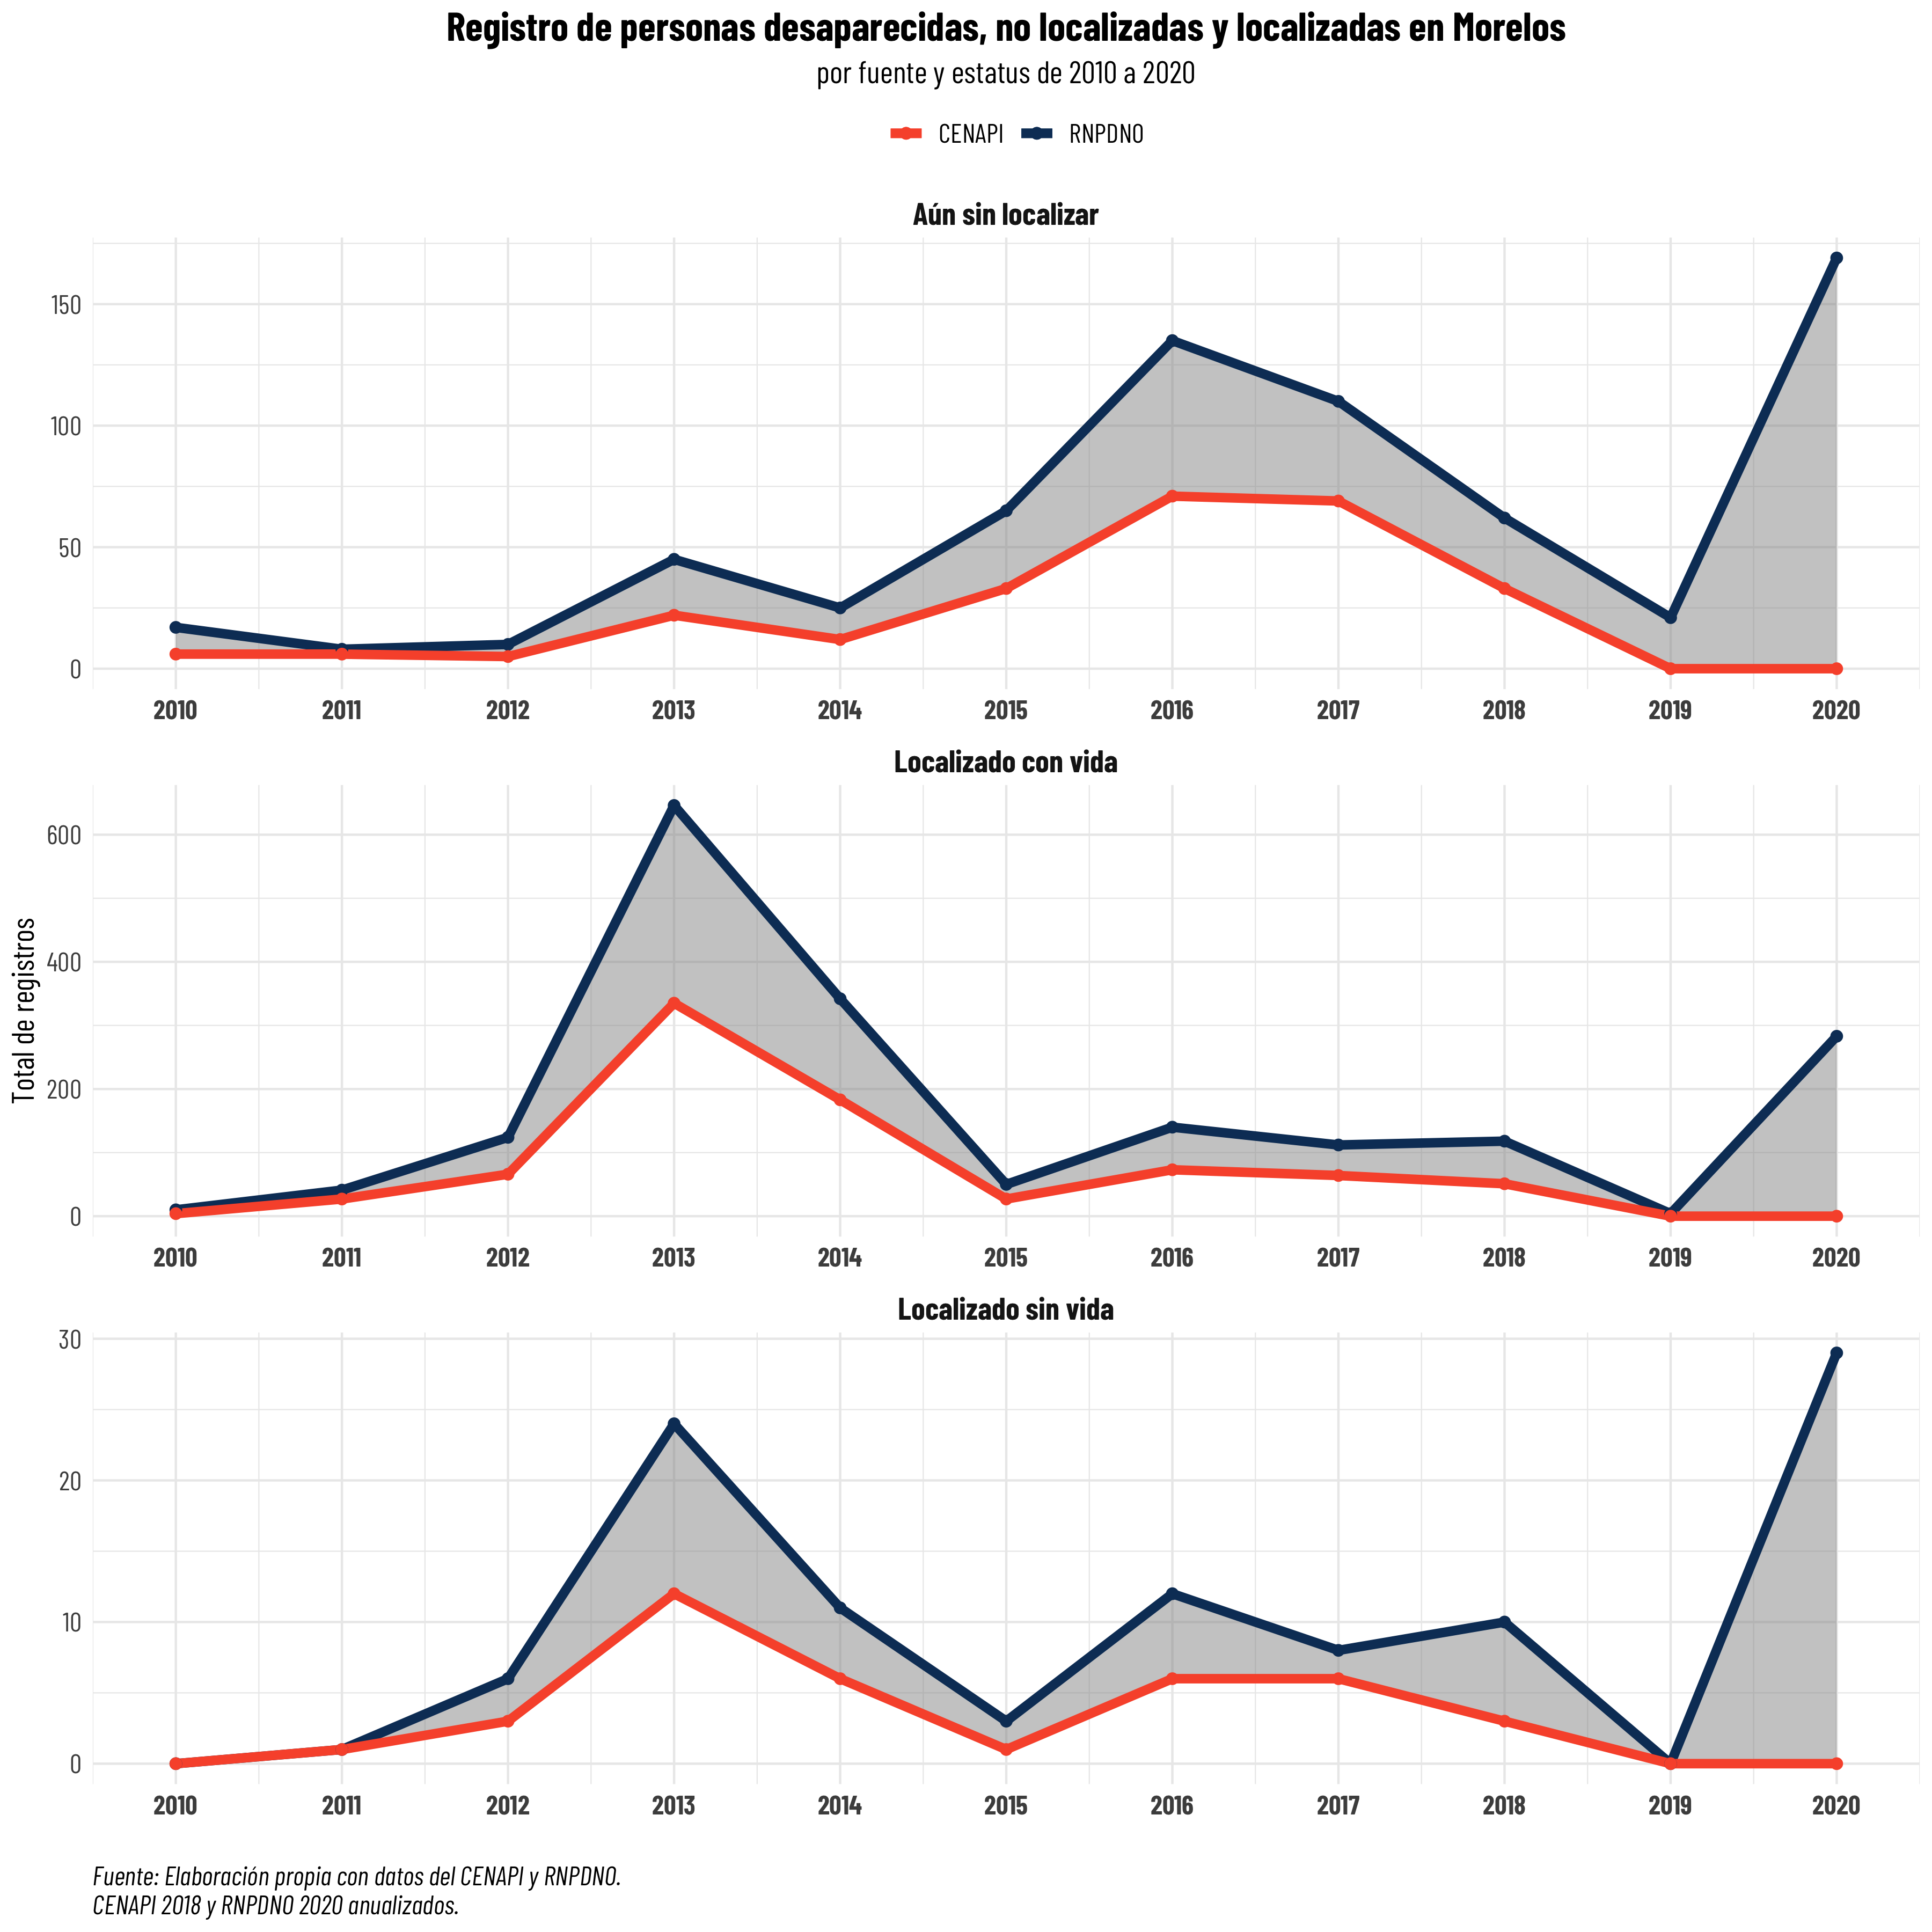 Registro de personas desaparecidas, no localizadas y localizadas en Morelos
por fuente y estatus de 2010 a 2020
CENAPI RNPDNO
Aún sin localizar
150
100
50
0
2010 2011 2012 2013 2014 2015 2016 2017 2018 2019 2020
Localizado con vida
Total de registros
600
400
200
0
2010 2011 2012 2013 2014 2015 2016 2017 2018 2019 2020
Localizado sin vida
30
20
10
0
2010 2011 2012 2013 2014 2015 2016 2017 2018 2019 2020
Fuente: Elaboración propia con datos del CENAPI y RNPDNO.
CENAPI 2018 y RNPDNO 2020 anualizados.